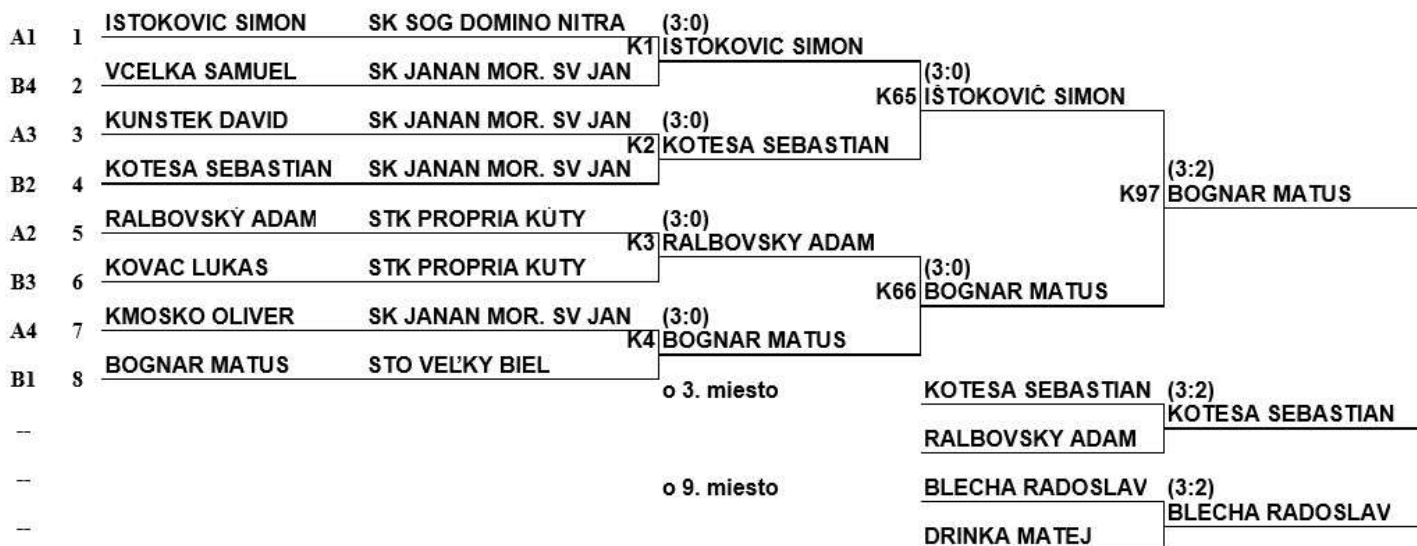 A1 1 ISTOKOVIC SIMON SK SOG DOMINO NITRA (3:0)
K1 ISTOKOVIC SIMON
B4 2 VCELKA SAMUEL SK JANAN MOR. SV JAN (3:0)
K65 IŠTOKOVIČ SIMON
A3 3 KUNSTEK DAVID SK JANAN MOR. SV JAN (3:0)
K2 KOTESA SEBASTIAN
B2 4 KOTESA SEBASTIAN SK JANAN MOR. SV JAN (3:2)
K97 BOGNAR MATUS
A2 5 RALBOVSKÝ ADAM STK PROPRIA KÚTY (3:0)
K3 RALBOVSKY ADAM
B3 6 KOVAC LUKAS STK PROPRIA KUTY (3:0)
K66 BOGNAR MATUS
A4 7 KMOSKO OLIVER SK JANAN MOR. SV JAN (3:0)
K4 BOGNAR MATUS
B1 8 BOGNAR MATUS STO VEĽKY BIEL
o 3. miesto KOTESA SEBASTIAN (3:2)
-- KOTESA SEBASTIAN
RALBOVSKY ADAM
-- o 9. miesto BLECHA RADOSLAV (3:2)
-- BLECHA RADOSLAV
DRINKA MATEJ